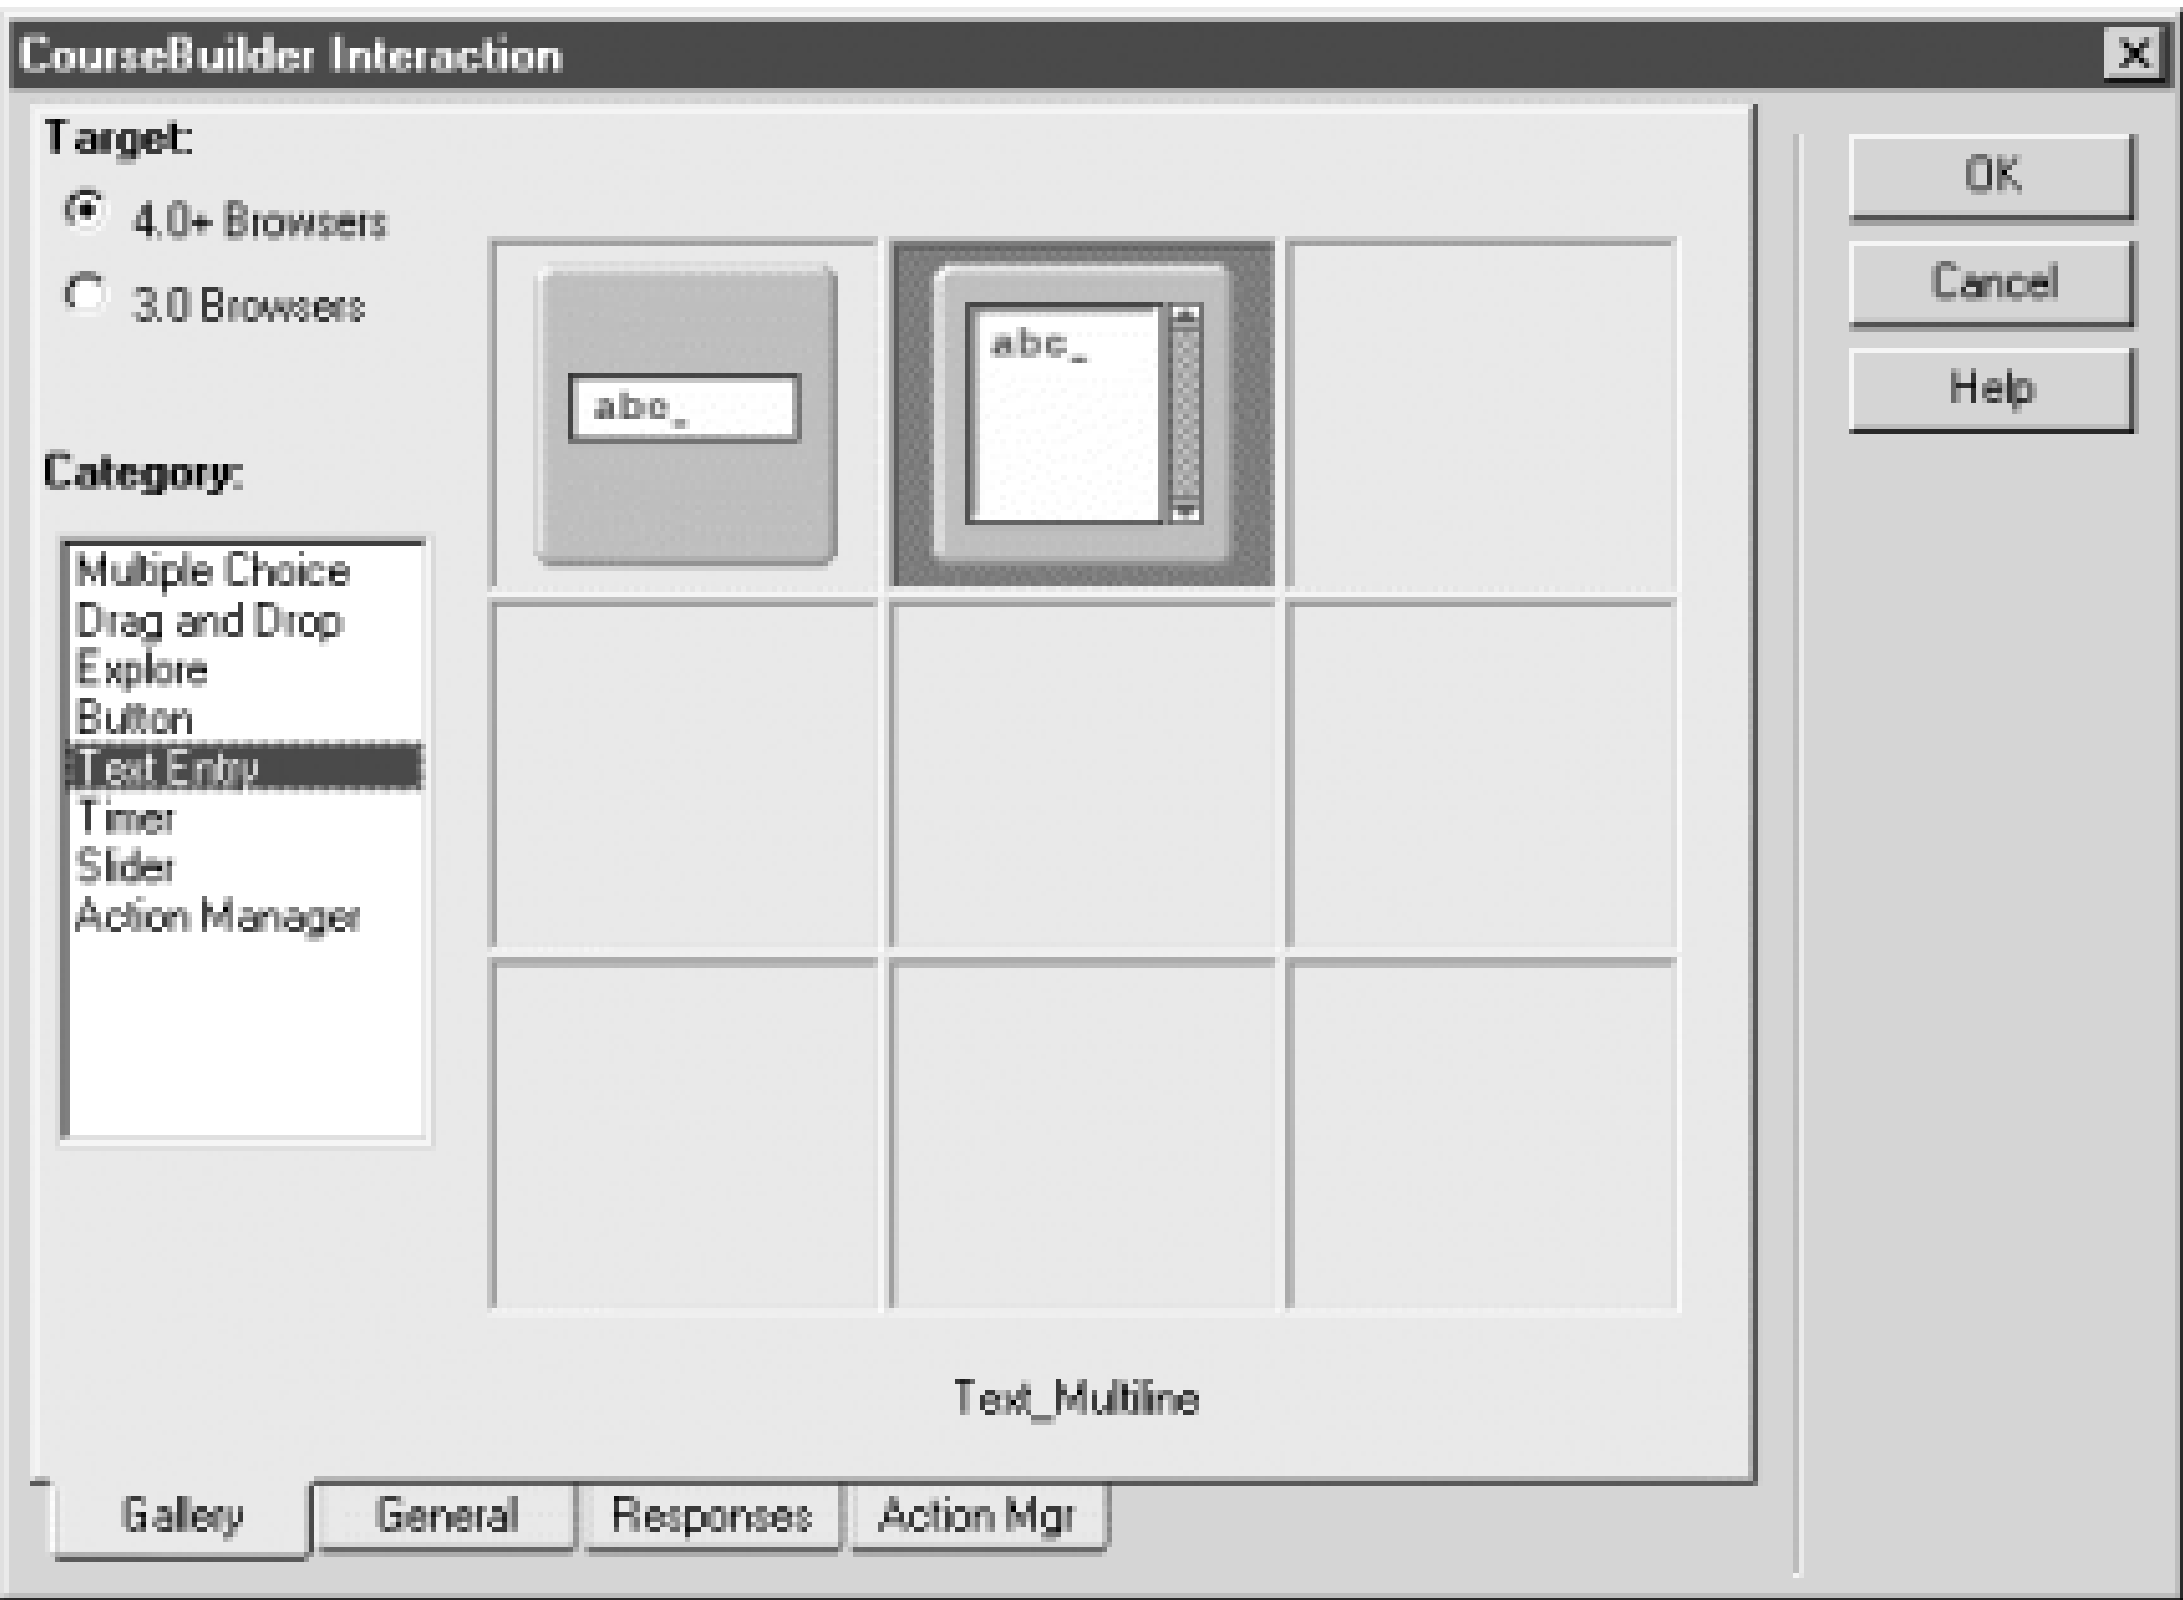 CourseBuilder Interaction
Target:
4.0+ Browsers
3.0 Browsers
Category:
Multiple Choice
Drag and Drop
Explore
Button
Text Entry
Timer
Slider
Action Manager
abc_
abc_
Text_Multiline
OK
Cancel
Help
Gallery
General
Responses
Action Mgr